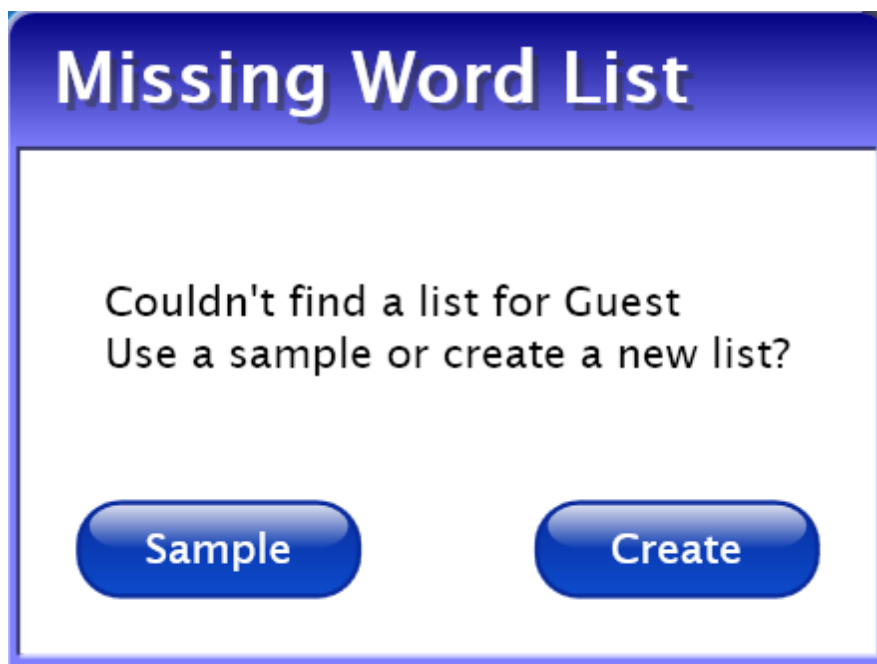 Missing Word List
Couldn't find a list for Guest
Use a sample or create a new list?
Sample
Create